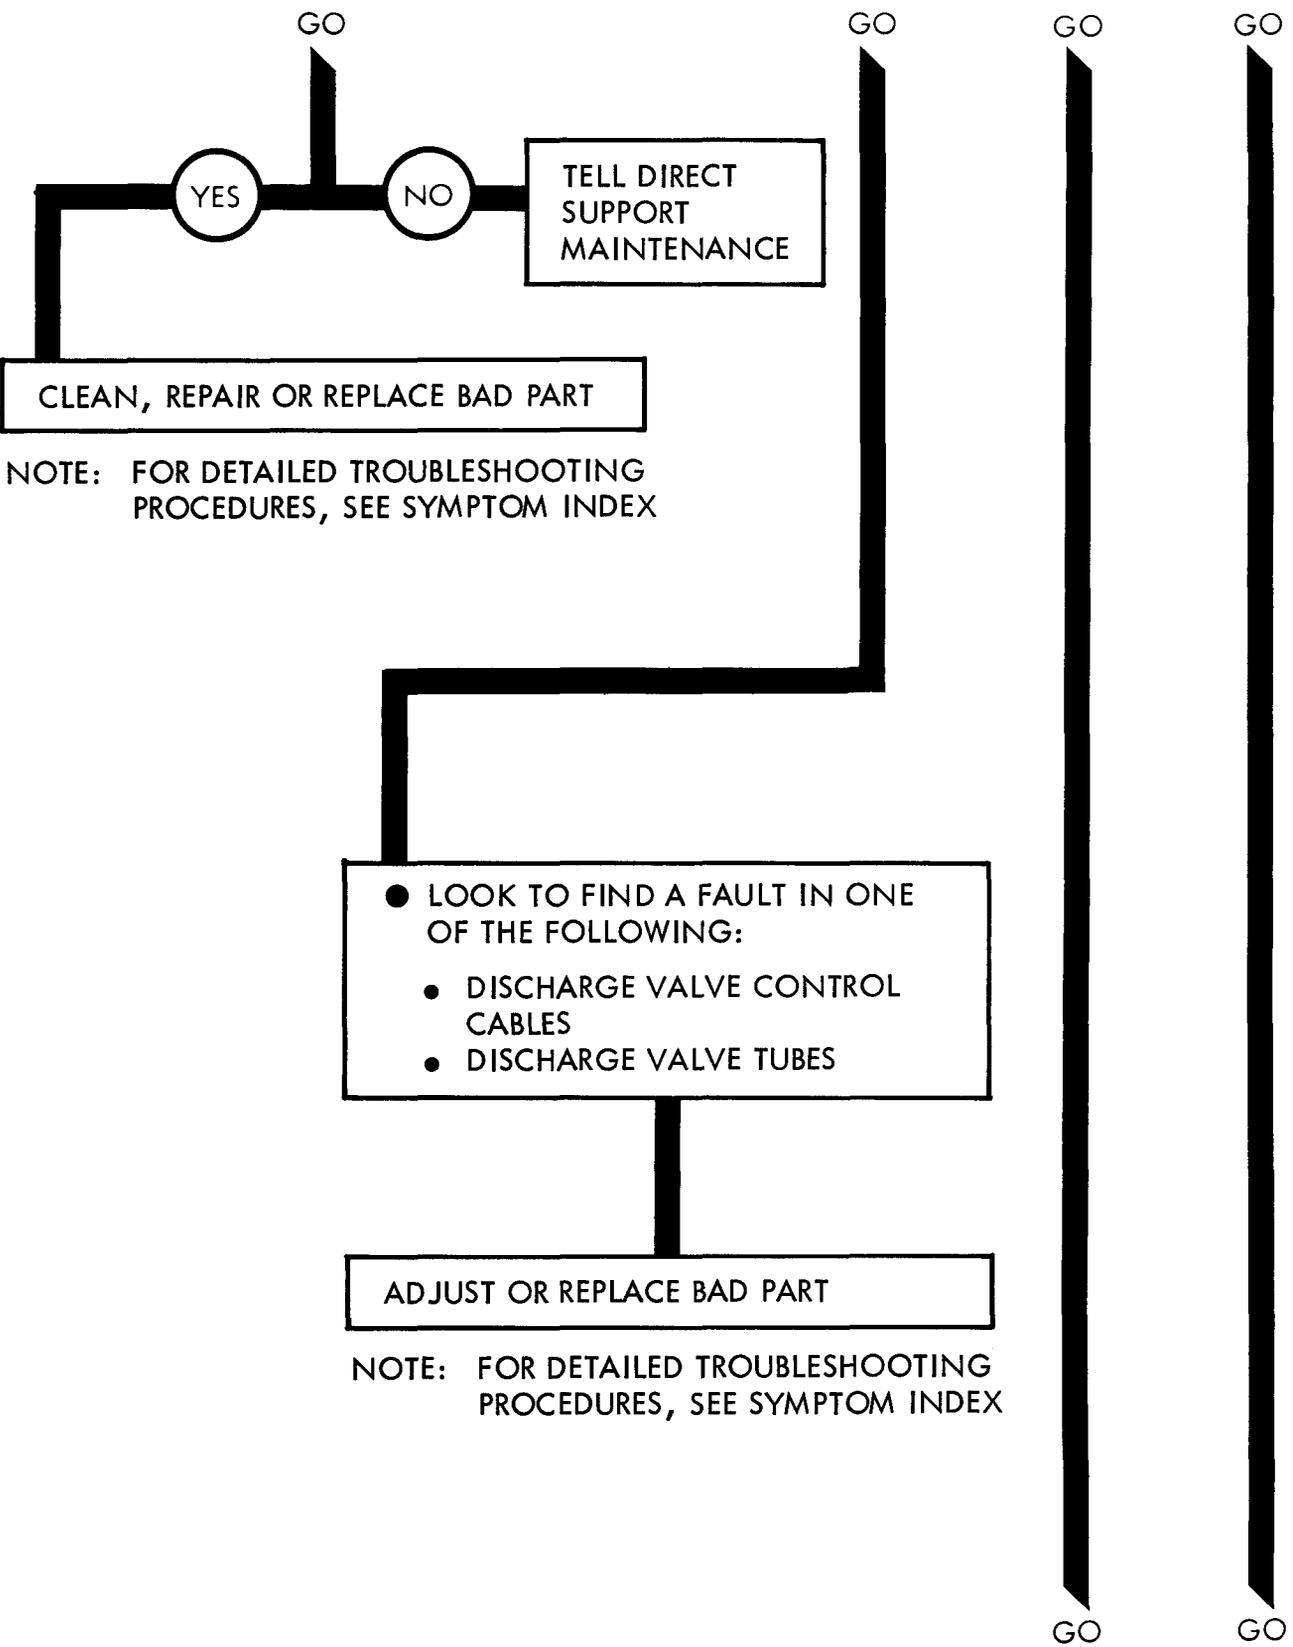 GO
GO
GO
GO
YES
NO
TELL DIRECT
SUPPORT
MAINTENANCE
CLEAN, REPAIR OR REPLACE BAD PART
NOTE: FOR DETAILED TROUBLESHOOTING
PROCEDURES, SEE SYMPTOM INDEX
● LOOK TO FIND A FAULT IN ONE
OF THE FOLLOWING:
● DISCHARGE VALVE CONTROL
CABLES
● DISCHARGE VALVE TUBES
ADJUST OR REPLACE BAD PART
NOTE: FOR DETAILED TROUBLESHOOTING
PROCEDURES, SEE SYMPTOM INDEX
GO
GO